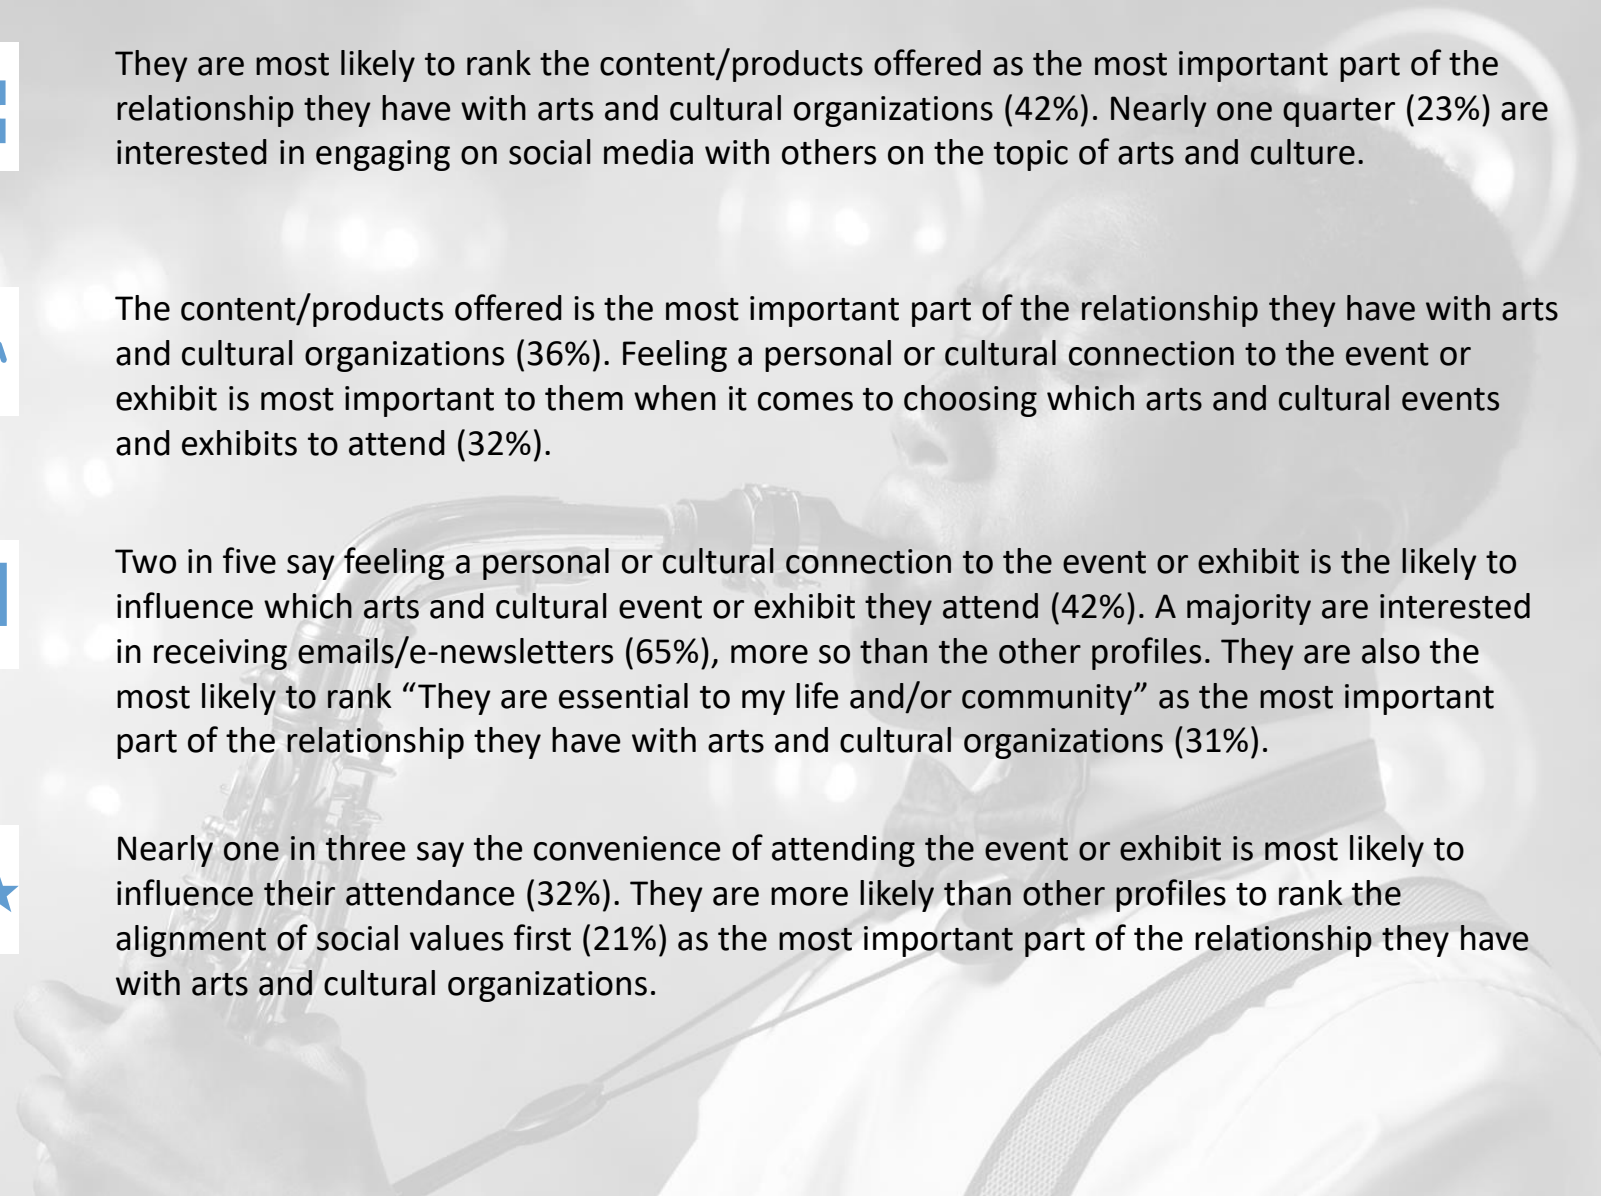 They are most likely to rank the content/products offered as the most important part of the
relationship they have with arts and cultural organizations (42%). Nearly one quarter (23%) are
interested in engaging on social media with others on the topic of arts and culture.
The content/products offered is the most important part of the relationship they have with arts
and cultural organizations (36%). Feeling a personal or cultural connection to the event or
exhibit is most important to them when it comes to choosing which arts and cultural events
and exhibits to attend (32%).
Two in five say feeling a personal or cultural connection to the event or exhibit is the likely to
influence which arts and cultural event or exhibit they attend (42%). A majority are interested
in receiving emails/e-newsletters (65%), more so than the other profiles. They are also the
most likely to rank “They are essential to my life and/or community” as the most important
part of the relationship they have with arts and cultural organizations (31%).
Nearly one in three say the convenience of attending the event or exhibit is most likely to
influence their attendance (32%). They are more likely than other profiles to rank the
alignment of social values first (21%) as the most important part of the relationship they have
with arts and cultural organizations.